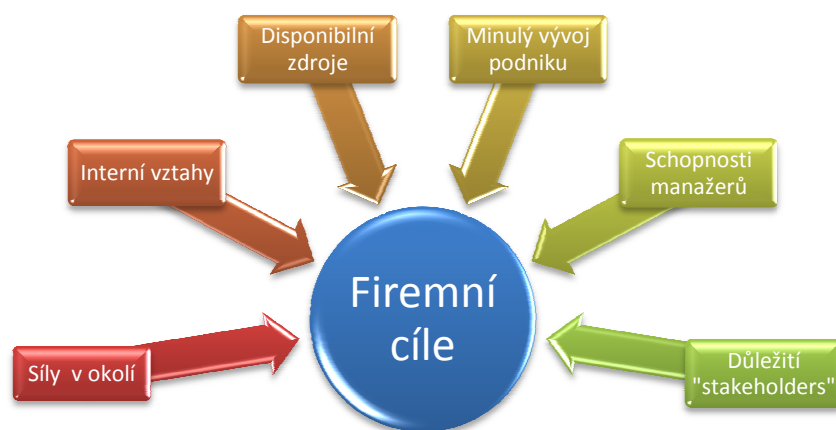 Disponibilní
zdroje
Minulý vývoj
podniku
Interní vztahy
Schopnosti
manažerů
Firemní
cíle
Síly v okolí
Důležití
"stakeholders"